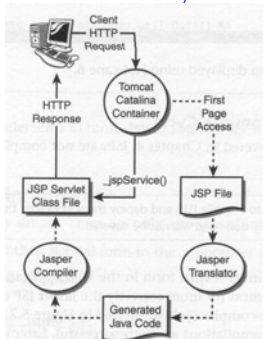 Client
HTTP
Request
Tomcat
Catalina
Container
First
Page
Access
HTTP
Response
_jspService()
JSP Servlet
Class File
JSP File
Jasper
Compiler
Jasper
Translator
Generated
Java Code